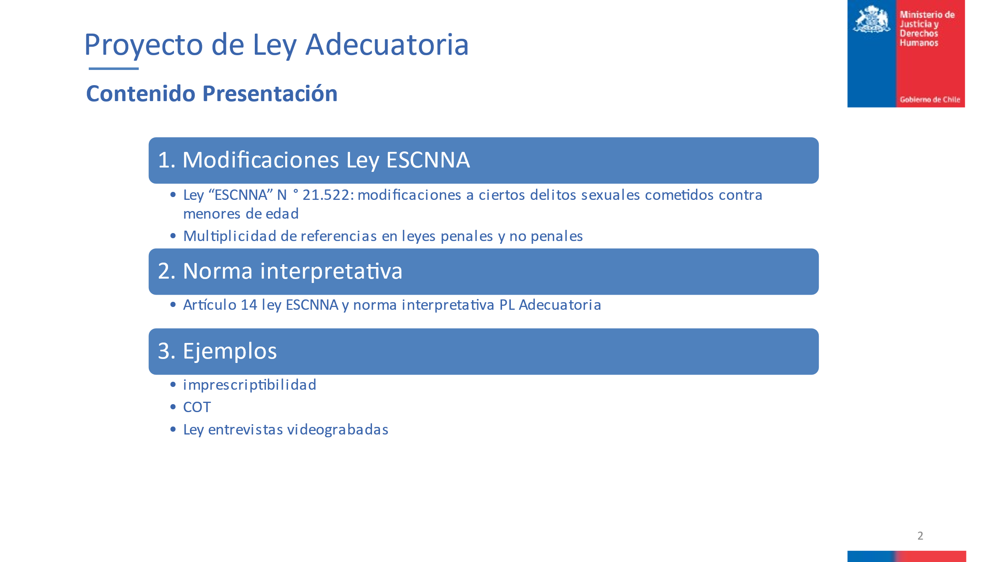 Proyecto de Ley Adecuatoria
Contenido Presentación
Ministerio de
Justicia y
Derechos
Humanos
Gobierno de Chile
1. Modificaciones Ley ESCNNA
• Ley “ESCNNA” N ° 21.522: modificaciones a ciertos delitos sexuales cometidos contra
menores de edad
• Multiplicidad de referencias en leyes penales y no penales
2. Norma interpretativa
• Artículo 14 ley ESCNNA y norma interpretativa PL Adecuatoria
3. Ejemplos
• imprescriptibilidad
• COT
• Ley entrevistas videograbadas
2